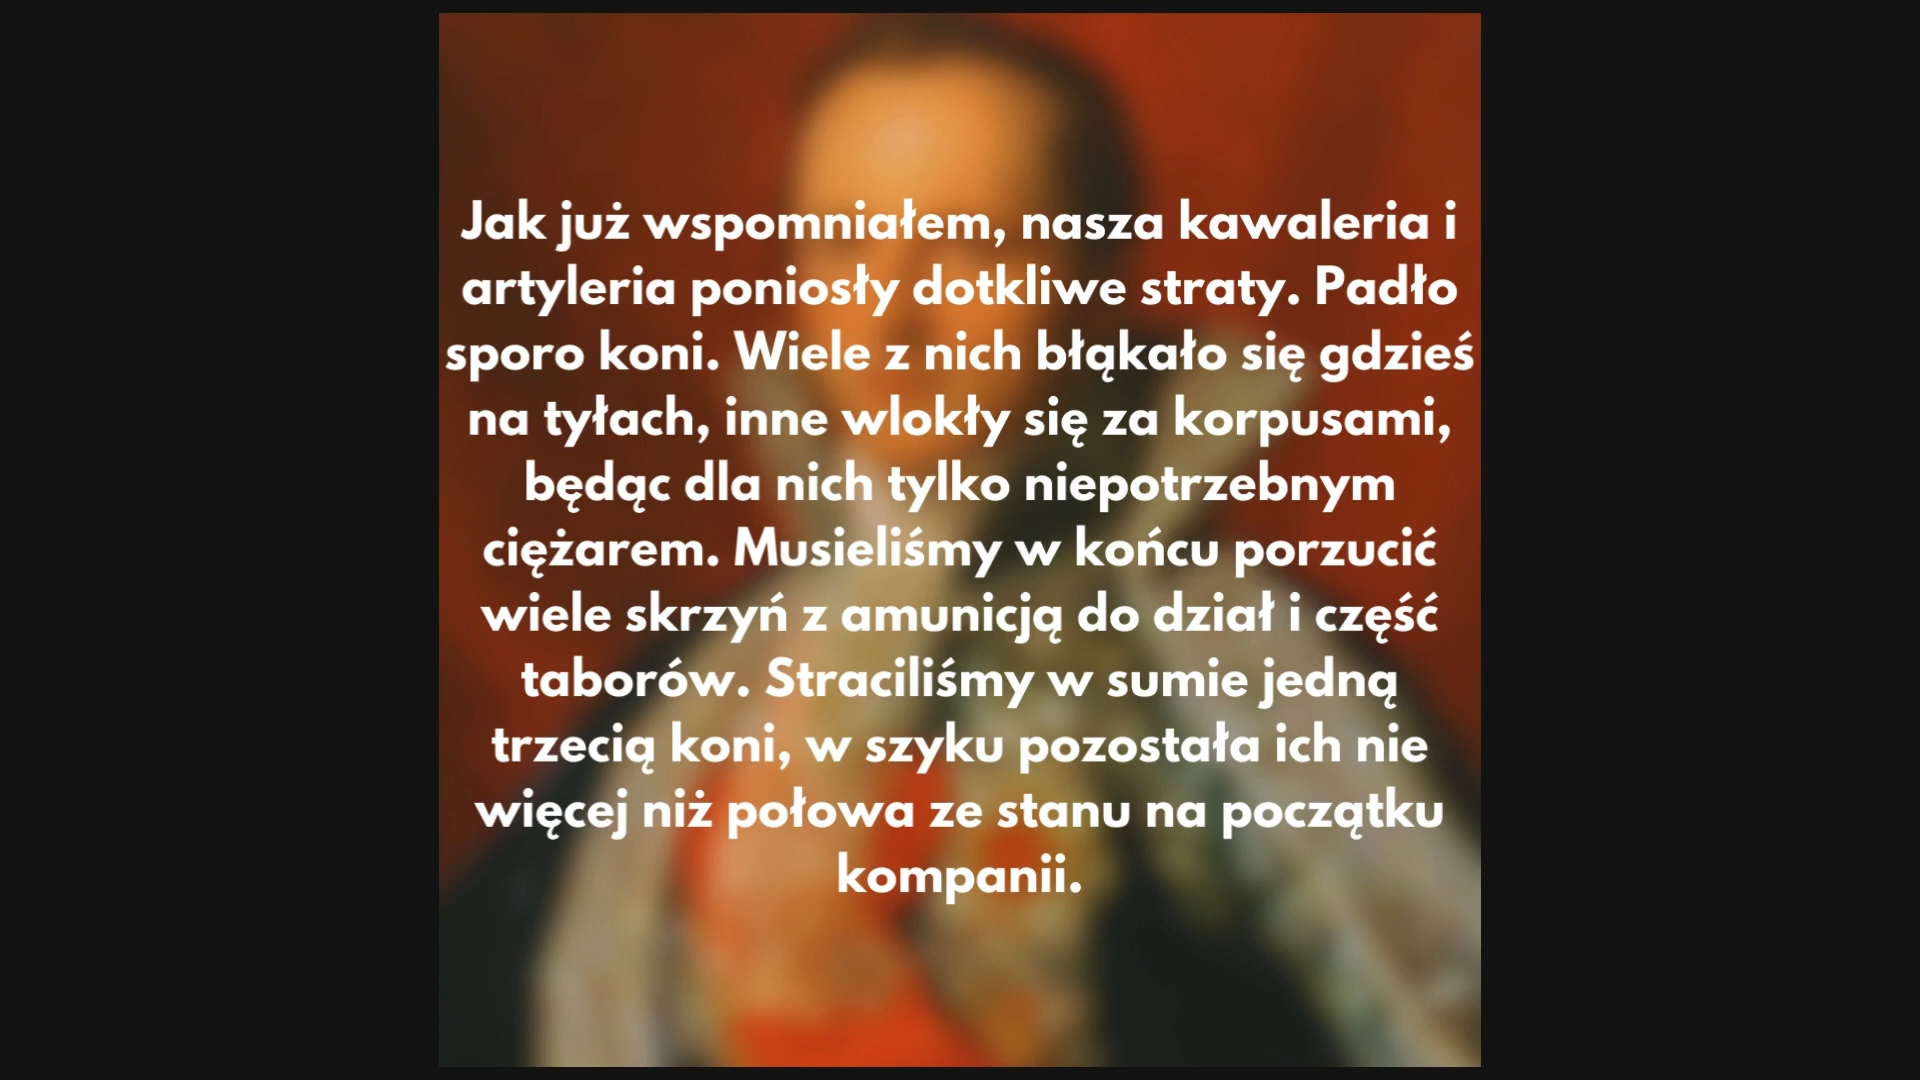 Jak już wspomniałem, nasza kawaleria i
artyleria poniosły dotkliwe straty. Padło
sporo koni. Wiele z nich błąkało się gdzieś
na tyłach, inne wlokły się za korpusami,
będąc dla nich tylko niepotrzebnym
ciężarem. Musieliśmy w końcu porzucić
wiele skrzyń z amunicją do dział i część
taborów. Straciliśmy w sumie jedną
trzecią koni, w szyku pozostała ich nie
więcej niż połowa ze stanu na początku
kompanii.